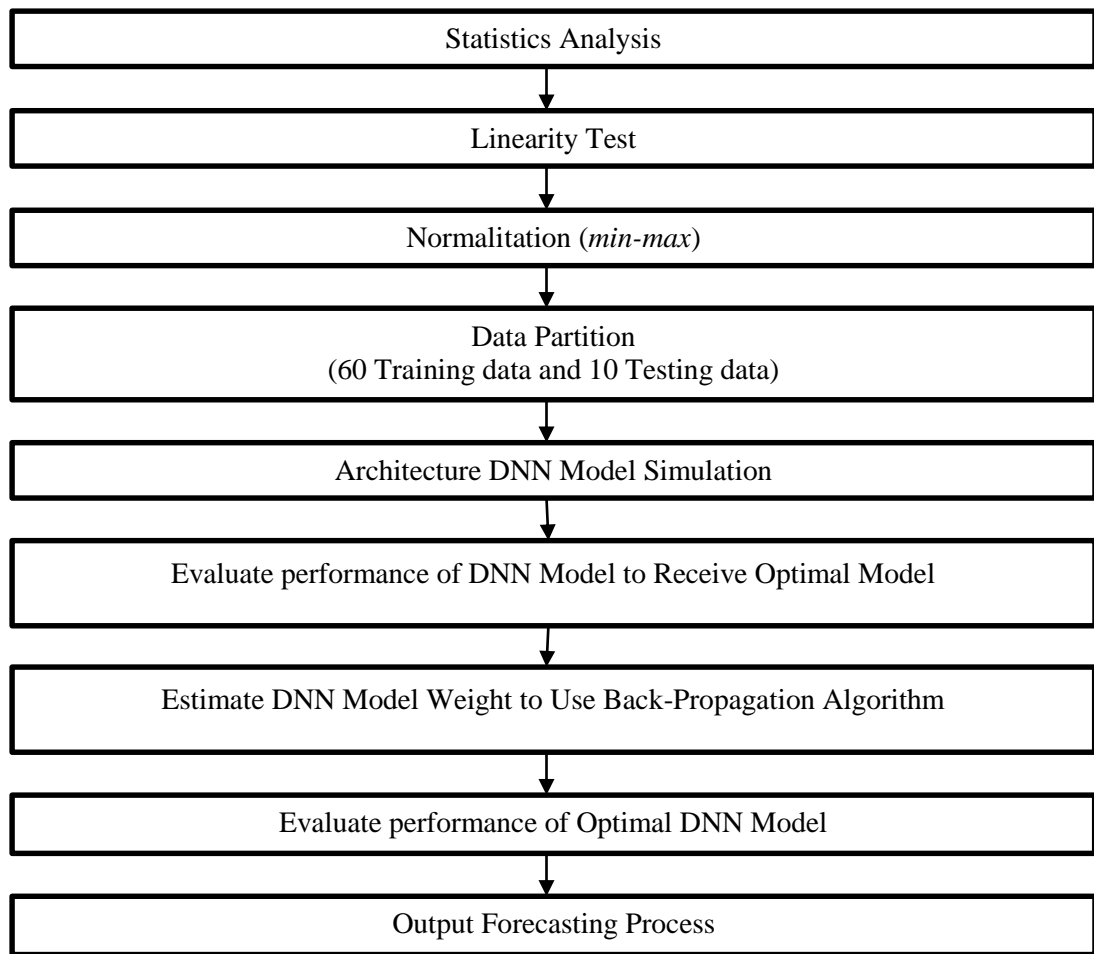 Statistics Analysis
Linearity Test
Normalitation (min-max)
Data Partition
(60 Training data and 10 Testing data)
Architecture DNN Model Simulation
Evaluate performance of DNN Model to Receive Optimal Model
Estimate DNN Model Weight to Use Back-Propagation Algorithm
Evaluate performance of Optimal DNN Model
Output Forecasting Process